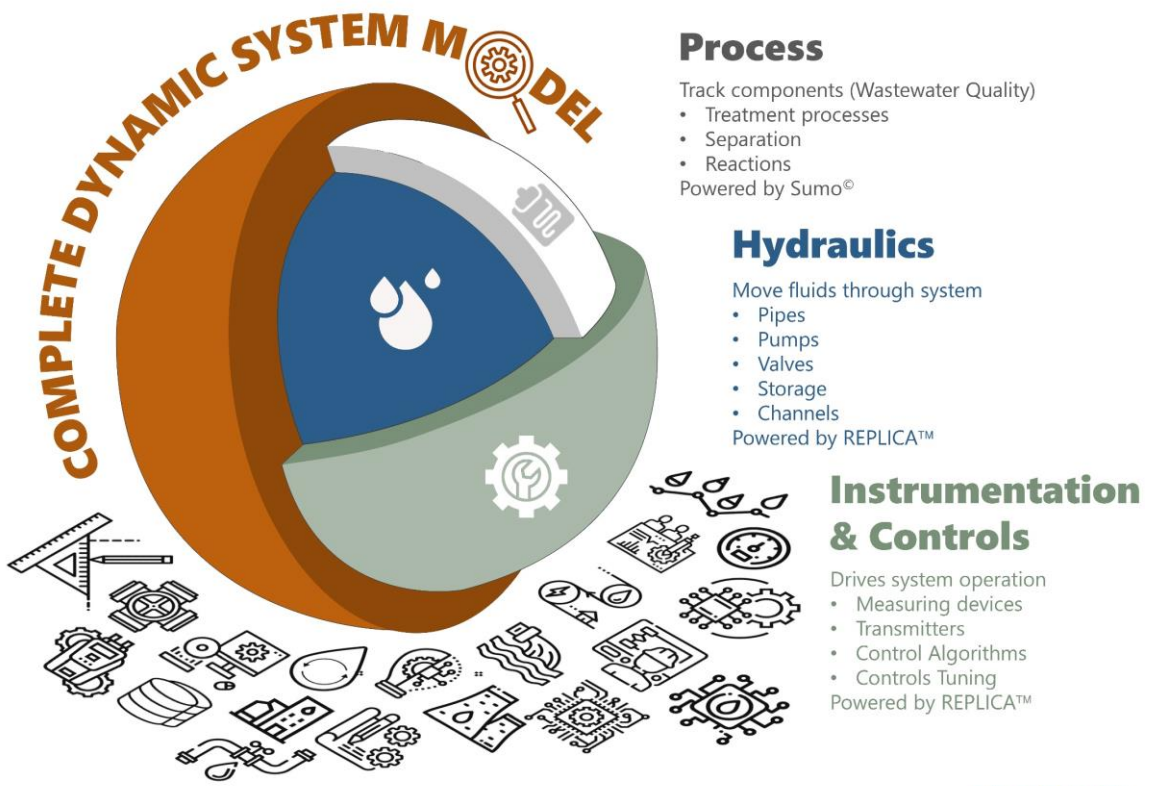 COMPLETE DYNAMIC SYSTEM MODEL
Process
Track components (Wastewater Quality)
• Treatment processes
• Separation
• Reactions
Powered by Sumo©
Hydraulics
Move fluids through system
• Pipes
• Pumps
• Valves
• Storage
• Channels
Powered by REPLICA™
Instrumentation
& Controls
Drives system operation
• Measuring devices
• Transmitters
• Control Algorithms
• Controls Tuning
Powered by REPLICA™